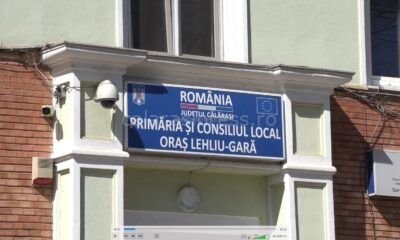 ROMÂNIA
JUDEȚUL CĂLĂRAȘI
PRIMĂRIA ȘI CONSILIUL LOCAL
ORAȘ LEHLIU-GARĂ